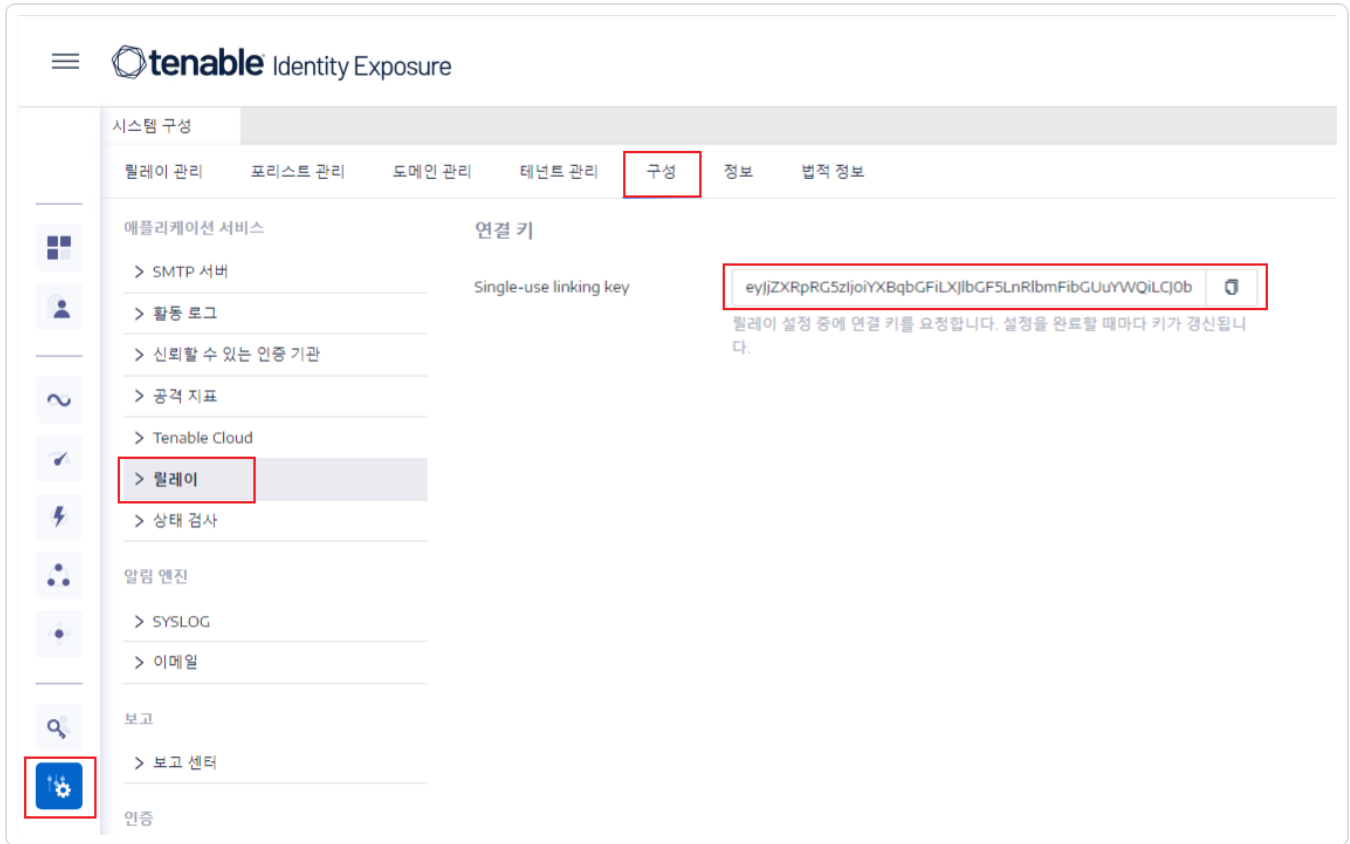 tenable Identity Exposure
시스템 구성
릴레이 관리 포리스트 관리 도메인 관리 테넌트 관리 구성 정보 법적 정보
애플리케이션 서비스
SMTP 서버
활동 로그
신뢰할 수 있는 인증 기관
공격 지표
Tenable Cloud
릴레이
상태 검사
알림 엔진
SYSLOG
이메일
보고
보고 센터
인증
연결 키
Single-use linking key
eyJjZXRpRG5zIjoiYXBqbGFiLXJlbGF5LnRlbmFibGUuYWQiLCJ0b
릴레이 설정 중에 연결 키를 요청합니다. 설정을 완료할 때마다 키가 갱신됩니
다.